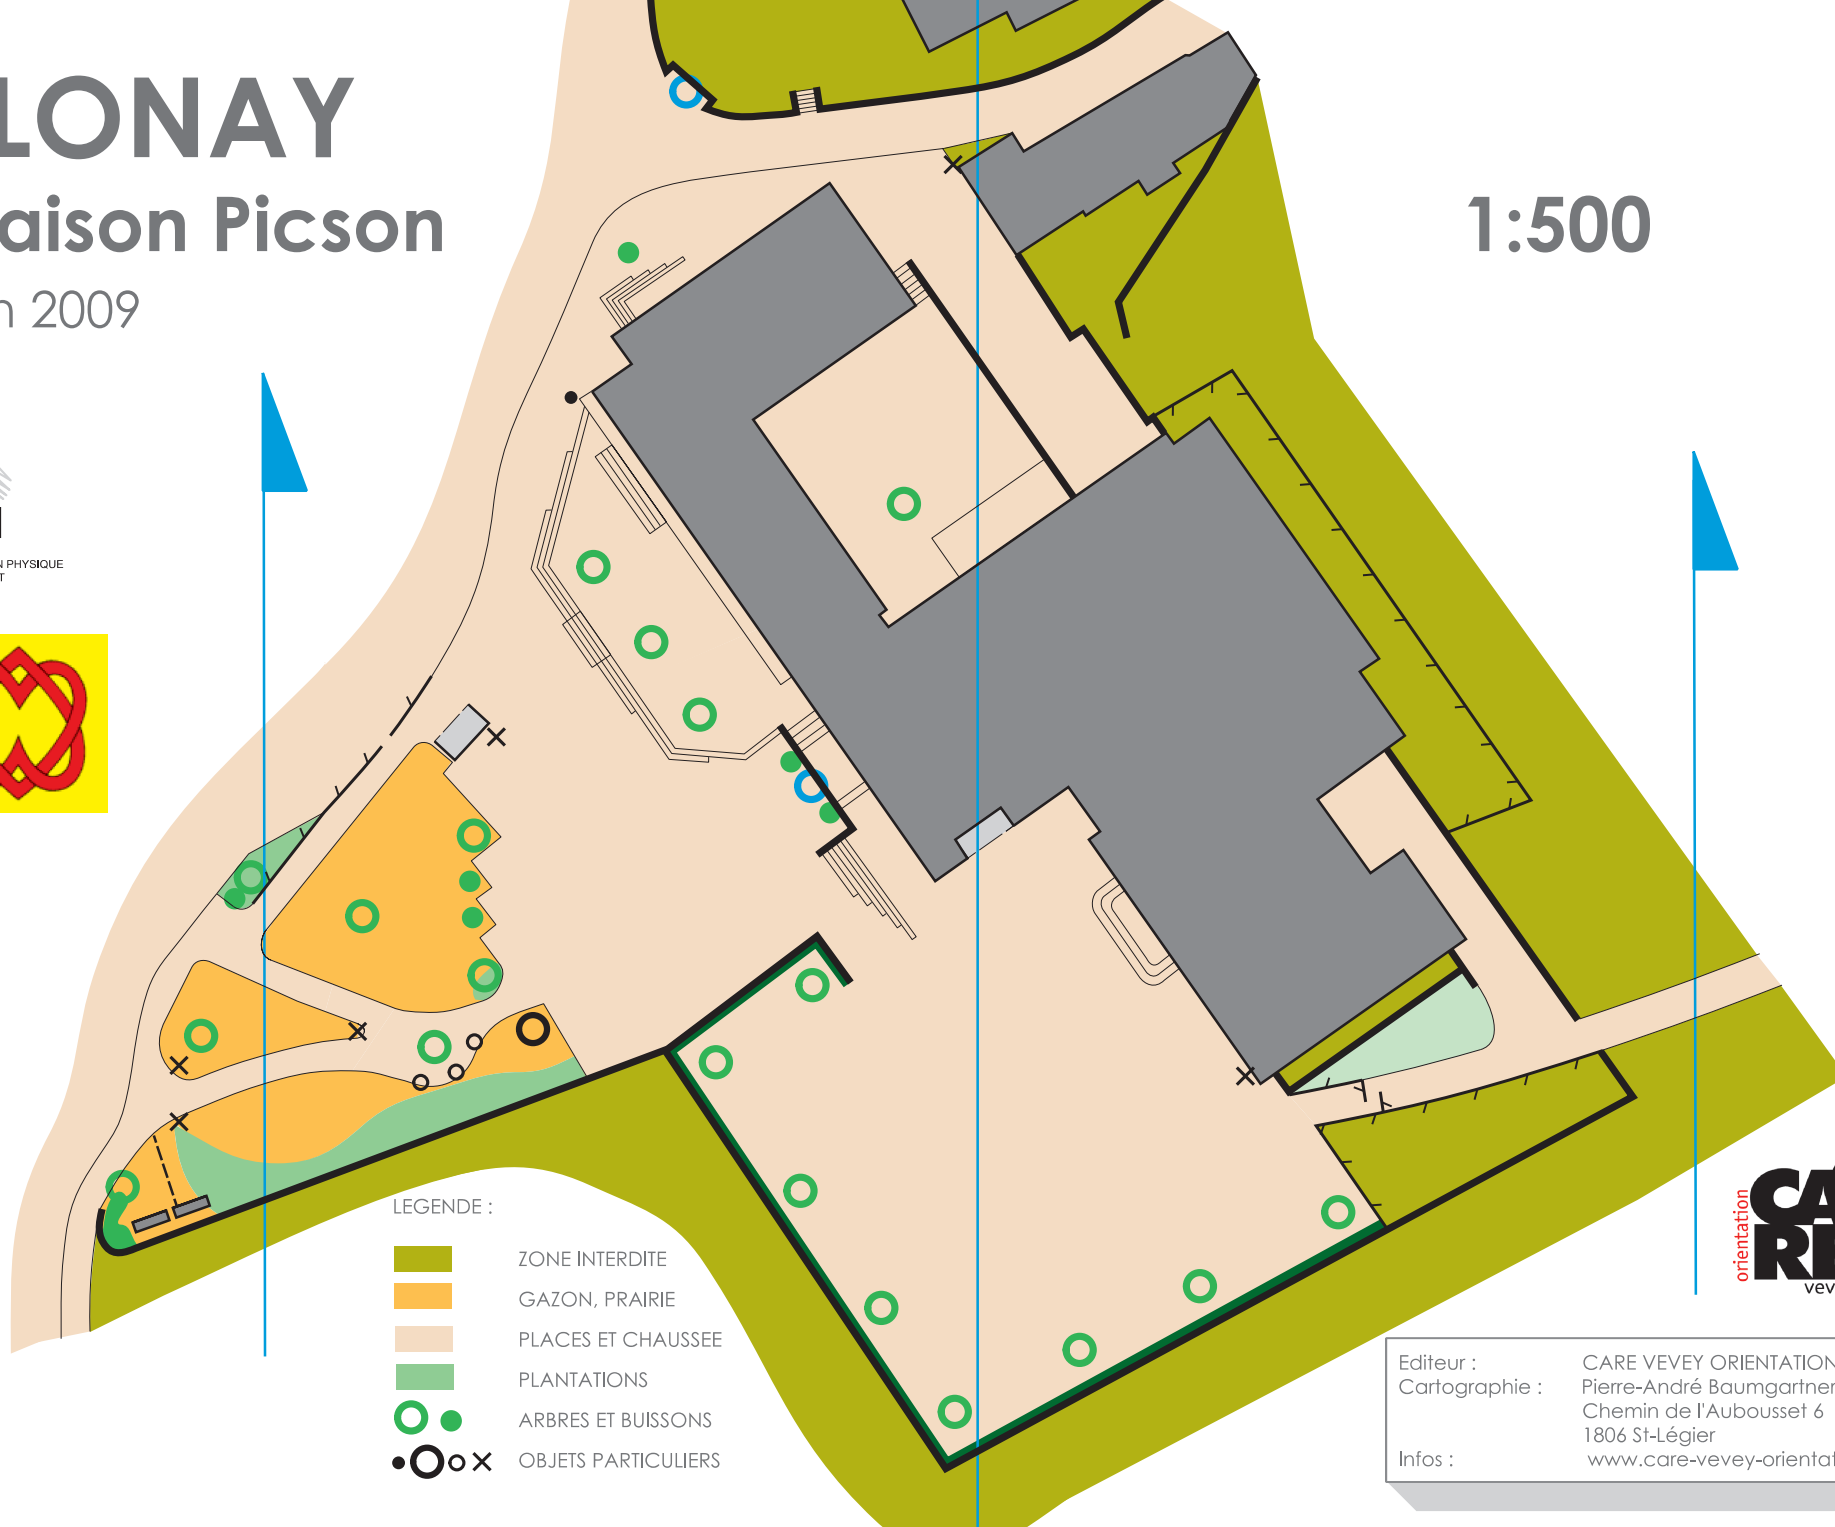 LONAY
aison Picson
n 2009
1:500
N PHYSIQUE
T
LEGENDE :
ZONE INTERDITE
GAZON, PRAIRIE
PLACES ET CHAUSSEE
PLANTATIONS
ARBRES ET BUISSONS
OBJETS PARTICULIERS
orientation
CA
RE
vev
Editeur : CARE VEVEY ORIENTATION
Cartographie : Pierre-André Baumgartner
Chemin de l'Aubousset 6
1806 St-Légier
Infos : www.care-vevey-orientat